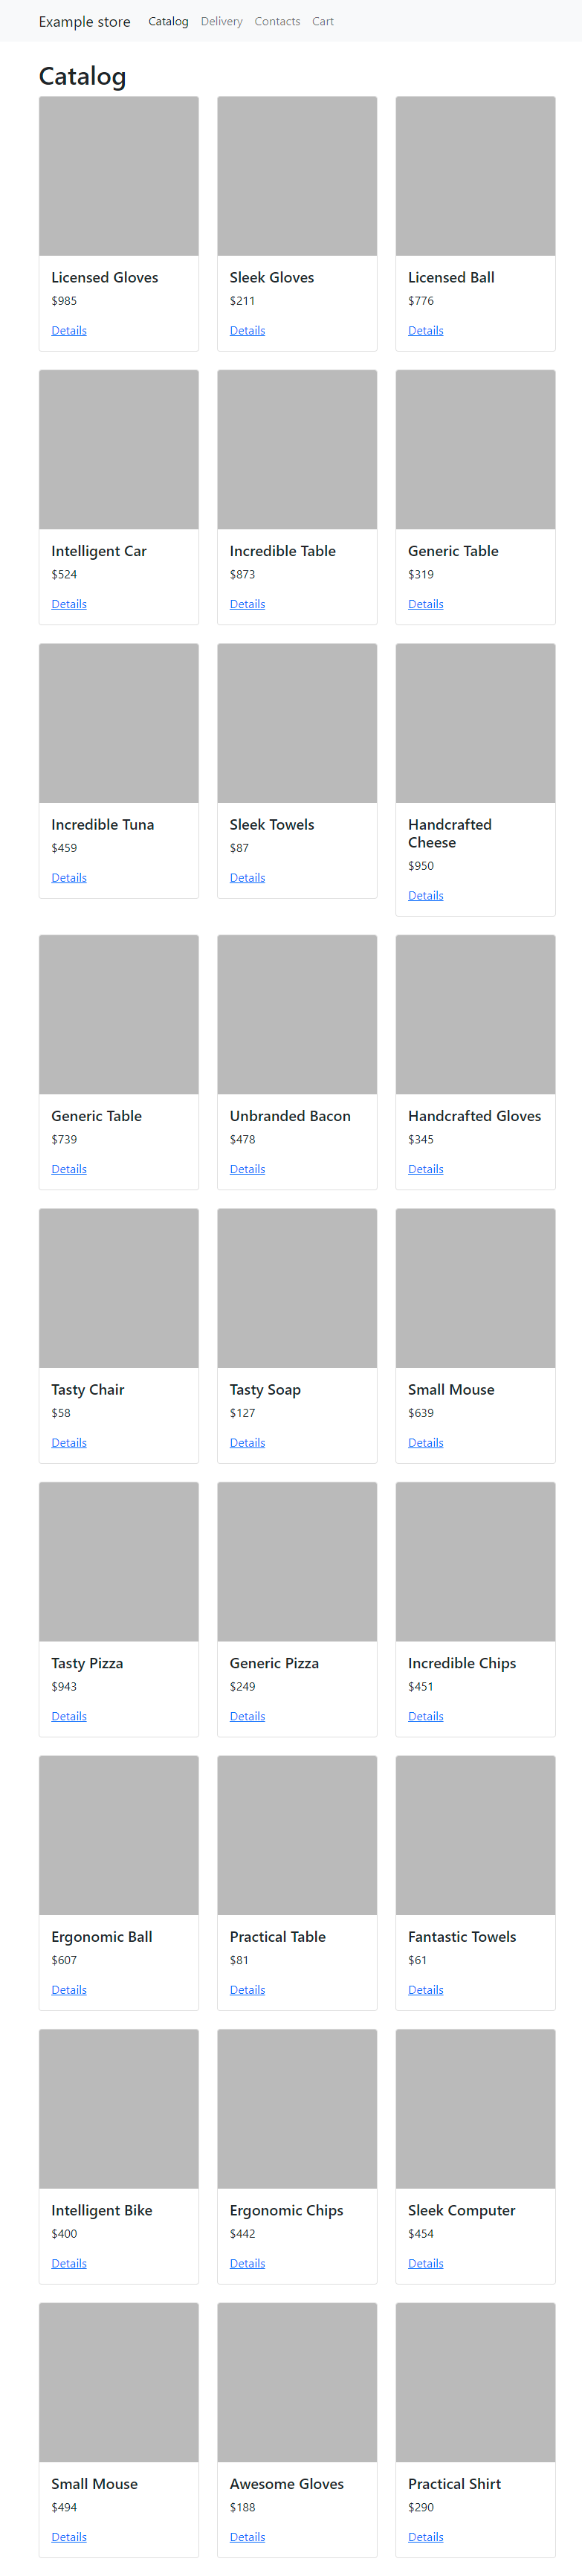 Example store Catalog Delivery Contacts Cart
Catalog
Licensed Gloves
$985
Details
Sleek Gloves
$211
Details
Licensed Ball
$776
Details
Intelligent Car
$524
Details
Incredible Table
$873
Details
Generic Table
$319
Details
Incredible Tuna
$459
Details
Sleek Towels
$87
Details
Handcrafted
Cheese
$950
Details
Generic Table
$739
Details
Unbranded Bacon
$478
Details
Handcrafted Gloves
$345
Details
Tasty Chair
$58
Details
Tasty Soap
$127
Details
Small Mouse
$639
Details
Tasty Pizza
$943
Details
Generic Pizza
$249
Details
Incredible Chips
$451
Details
Ergonomic Ball
$607
Details
Practical Table
$81
Details
Fantastic Towels
$61
Details
Intelligent Bike
$400
Details
Ergonomic Chips
$442
Details
Sleek Computer
$454
Details
Small Mouse
$494
Details
Awesome Gloves
$188
Details
Practical Shirt
$290
Details